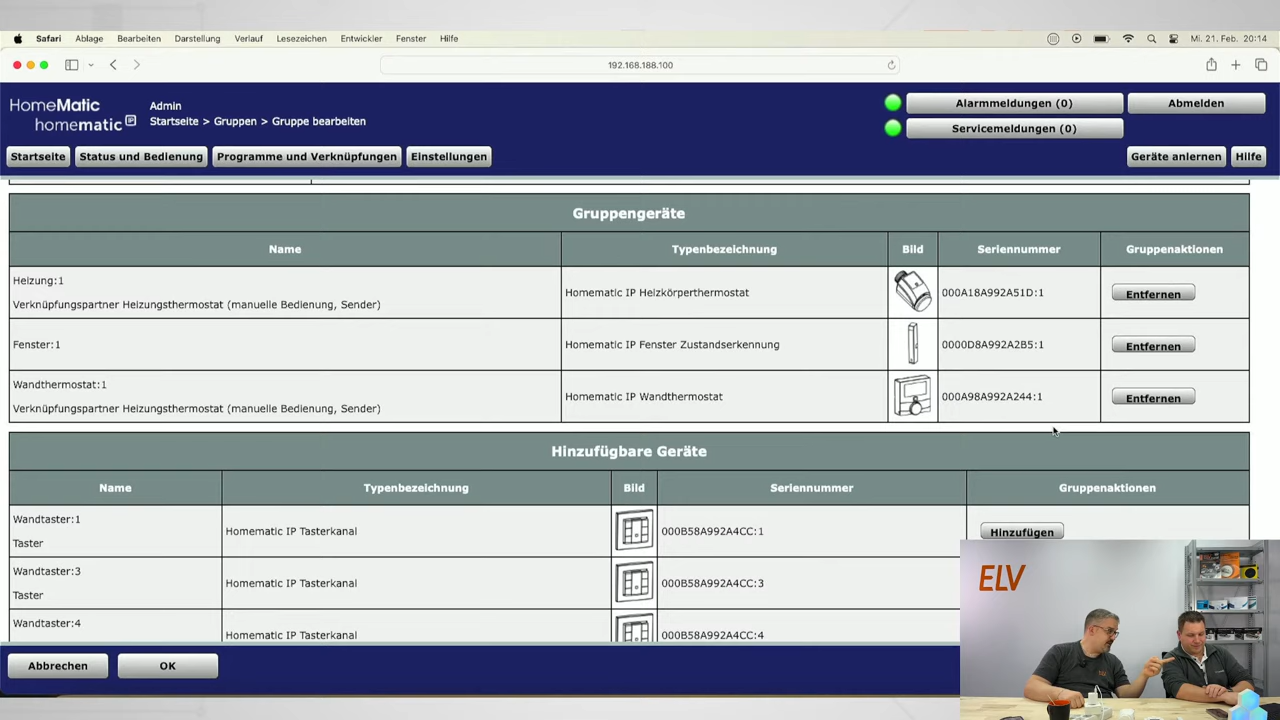 Safari Ablage Bearbeiten Darstellung Verlauf Lesezeichen Entwickler Fenster Hilfe Mi. 21. Feb. 20:14
192.168.188.100
HomeMatic
homematic
Admin
Startseite > Gruppen > Gruppe bearbeiten
Alarmmeldungen (0) Abmelden
Servicemeldungen (0)
Startseite Status und Bedienung Programme und Verknüpfungen Einstellungen Geräte anlernen Hilfe
Gruppengeräte
Name Typenbezeichnung Bild Seriennummer Gruppenaktionen
Heizung:1
Verknüpfungspartner Heizungsthermostat (manuelle Bedienung, Sender)
Homematic IP Heizkörperthermostat 000A18A992A51D:1 Entfernen
Fenster:1 Homematic IP Fenster Zustandserkennung 0000D8A992A2B5:1 Entfernen
Wandthermostat:1
Verknüpfungspartner Heizungsthermostat (manuelle Bedienung, Sender)
Homematic IP Wandthermostat 000A98A992A244:1 Entfernen
Hinzufügbare Geräte
Name Typenbezeichnung Bild Seriennummer Gruppenaktionen
Wandtaster:1
Taster
Homematic IP Tasterkanal 000B58A992A4CC:1 Hinzufügen
Wandtaster:3
Taster
Homematic IP Tasterkanal 000B58A992A4CC:3
Wandtaster:4
Homematic IP Tasterkanal 000B58A992A4CC:4
Abbrechen OK
ELV